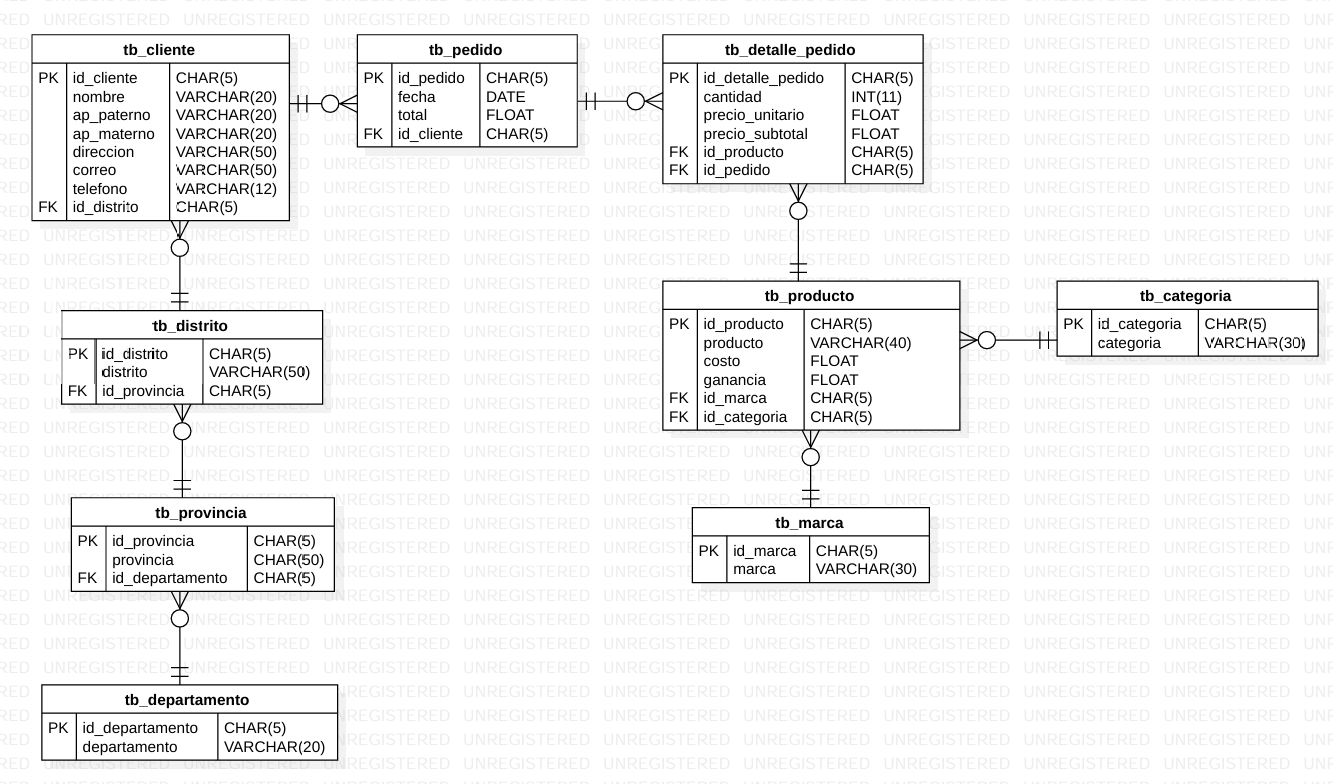 tb_cliente
PK id_cliente CHAR(5)
nombre VARCHAR(20)
ap_paterno VARCHAR(20)
ap_materno VARCHAR(20)
direccion VARCHAR(50)
correo VARCHAR(50)
telefono VARCHAR(12)
FK id_distrito CHAR(5)
tb_pedido
PK id_pedido CHAR(5)
fecha DATE
total FLOAT
FK id_cliente CHAR(5)
tb_detalle_pedido
PK id_detalle_pedido CHAR(5)
cantidad INT(11)
precio_unitario FLOAT
precio_subtotal FLOAT
FK id_producto CHAR(5)
FK id_pedido CHAR(5)
tb_distrito
PK id_distrito CHAR(5)
distrito VARCHAR(50)
FK id_provincia CHAR(5)
tb_producto
PK id_producto CHAR(5)
producto VARCHAR(40)
costo FLOAT
ganancia FLOAT
FK id_marca CHAR(5)
FK id_categoria CHAR(5)
tb_categoria
PK id_categoria CHAR(5)
categoria VARCHAR(30)
tb_provincia
PK id_provincia CHAR(5)
provincia CHAR(50)
FK id_departamento CHAR(5)
tb_marca
PK id_marca CHAR(5)
marca VARCHAR(30)
tb_departamento
PK id_departamento CHAR(5)
departamento VARCHAR(20)
UNREGISTERED